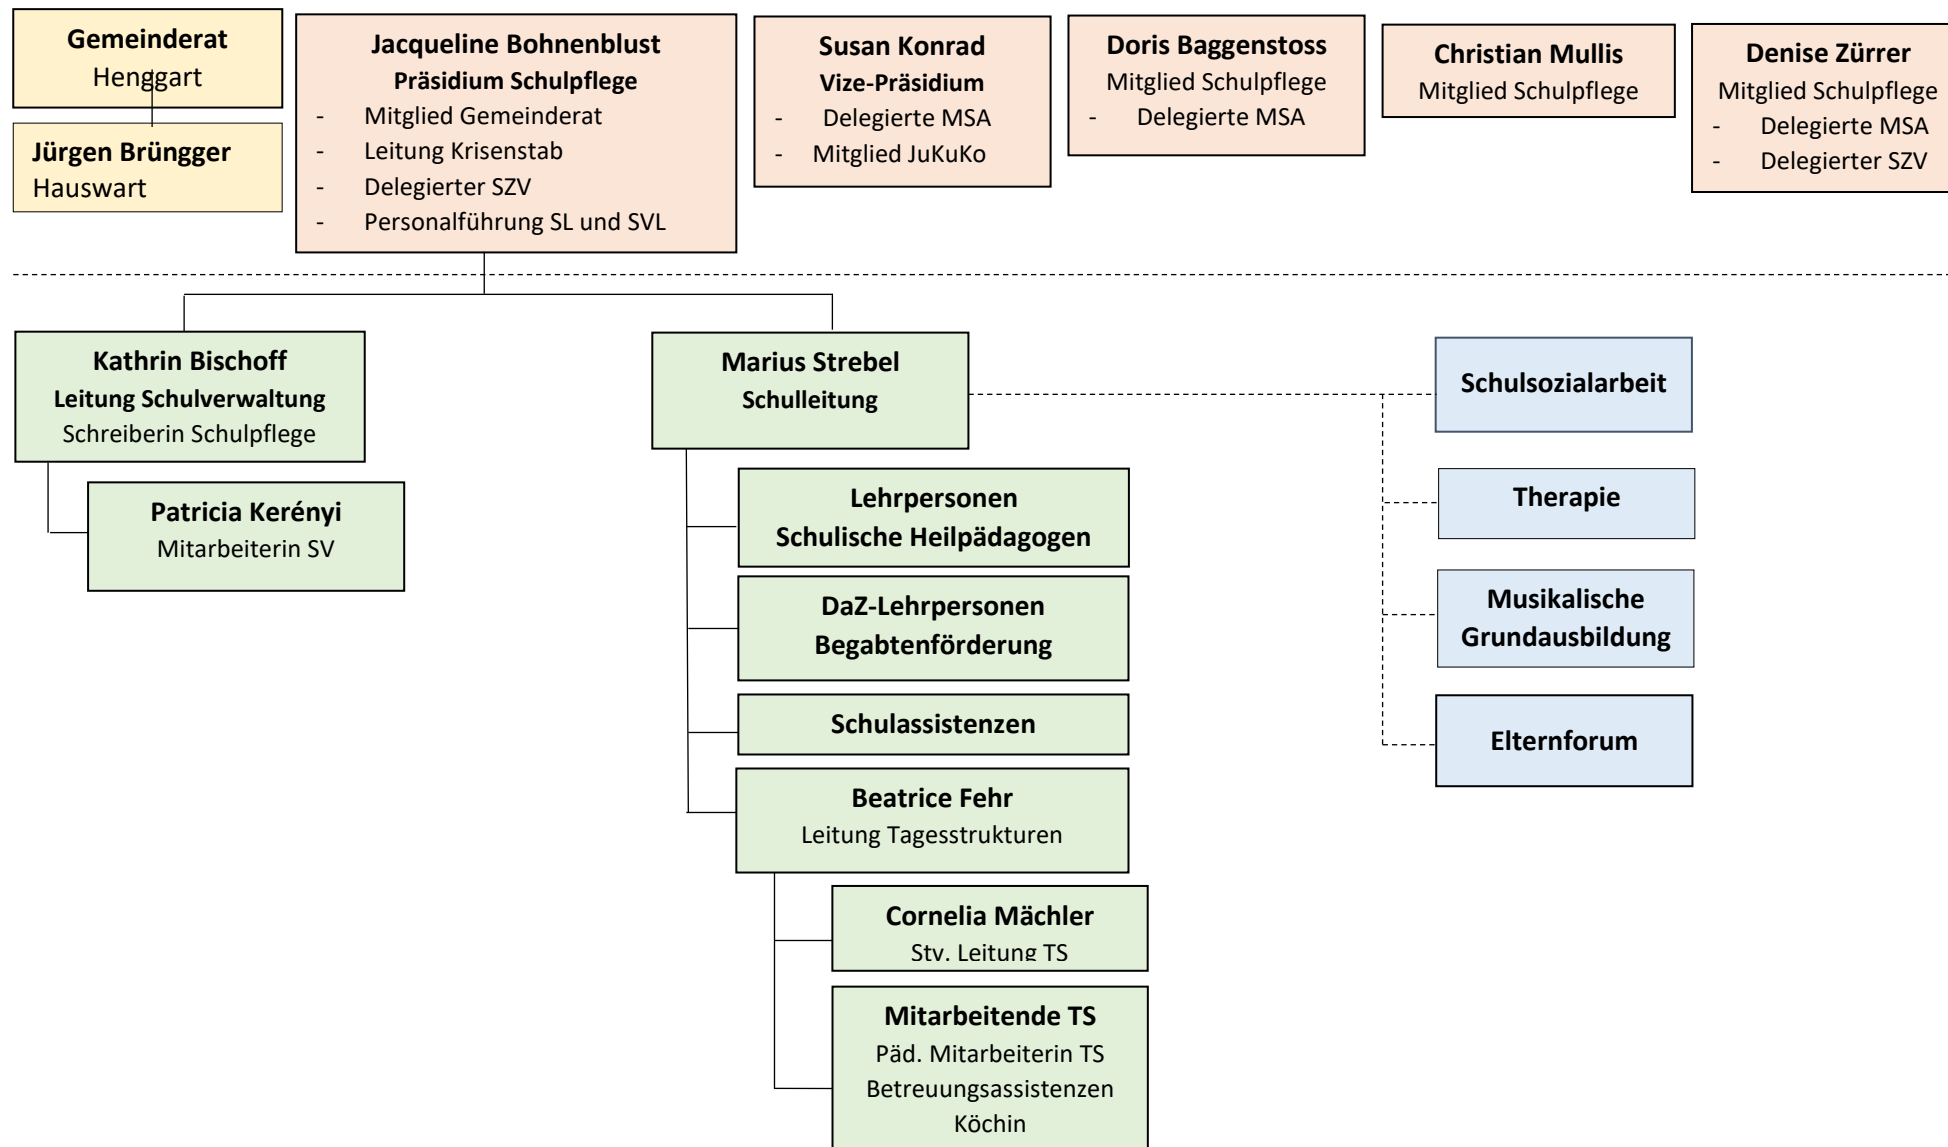 Gemeinderat
Henggart
Jürgen Brüngger
Hauswart
Jacqueline Bohnenblust
Präsidium Schulpflege
- Mitglied Gemeinderat
- Leitung Krisenstab
- Delegierter SZV
- Personalführung SL und SVL
Susan Konrad
Vize-Präsidium
- Delegierte MSA
- Mitglied JuKuKo
Doris Baggenstoss
Mitglied Schulpflege
- Delegierte MSA
Christian Mullis
Mitglied Schulpflege
Denise Zürrer
Mitglied Schulpflege
- Delegierte MSA
- Delegierter SZV
Kathrin Bischoff
Leitung Schulverwaltung
Schreiberin Schulpflege
Patricia Kerényi
Mitarbeiterin SV
Marius Strebel
Schulleitung
Lehrpersonen
Schulische Heilpädagogen
DaZ-Lehrpersonen
Begabtenförderung
Schulassistenzen
Beatrice Fehr
Leitung Tagesstrukturen
Cornelia Mächler
Stv. Leitung TS
Mitarbeitende TS
Päd. Mitarbeiterin TS
Betreuungsassistenzen
Köchin
Schulsozialarbeit
Therapie
Musikalische
Grundausbildung
Elternforum